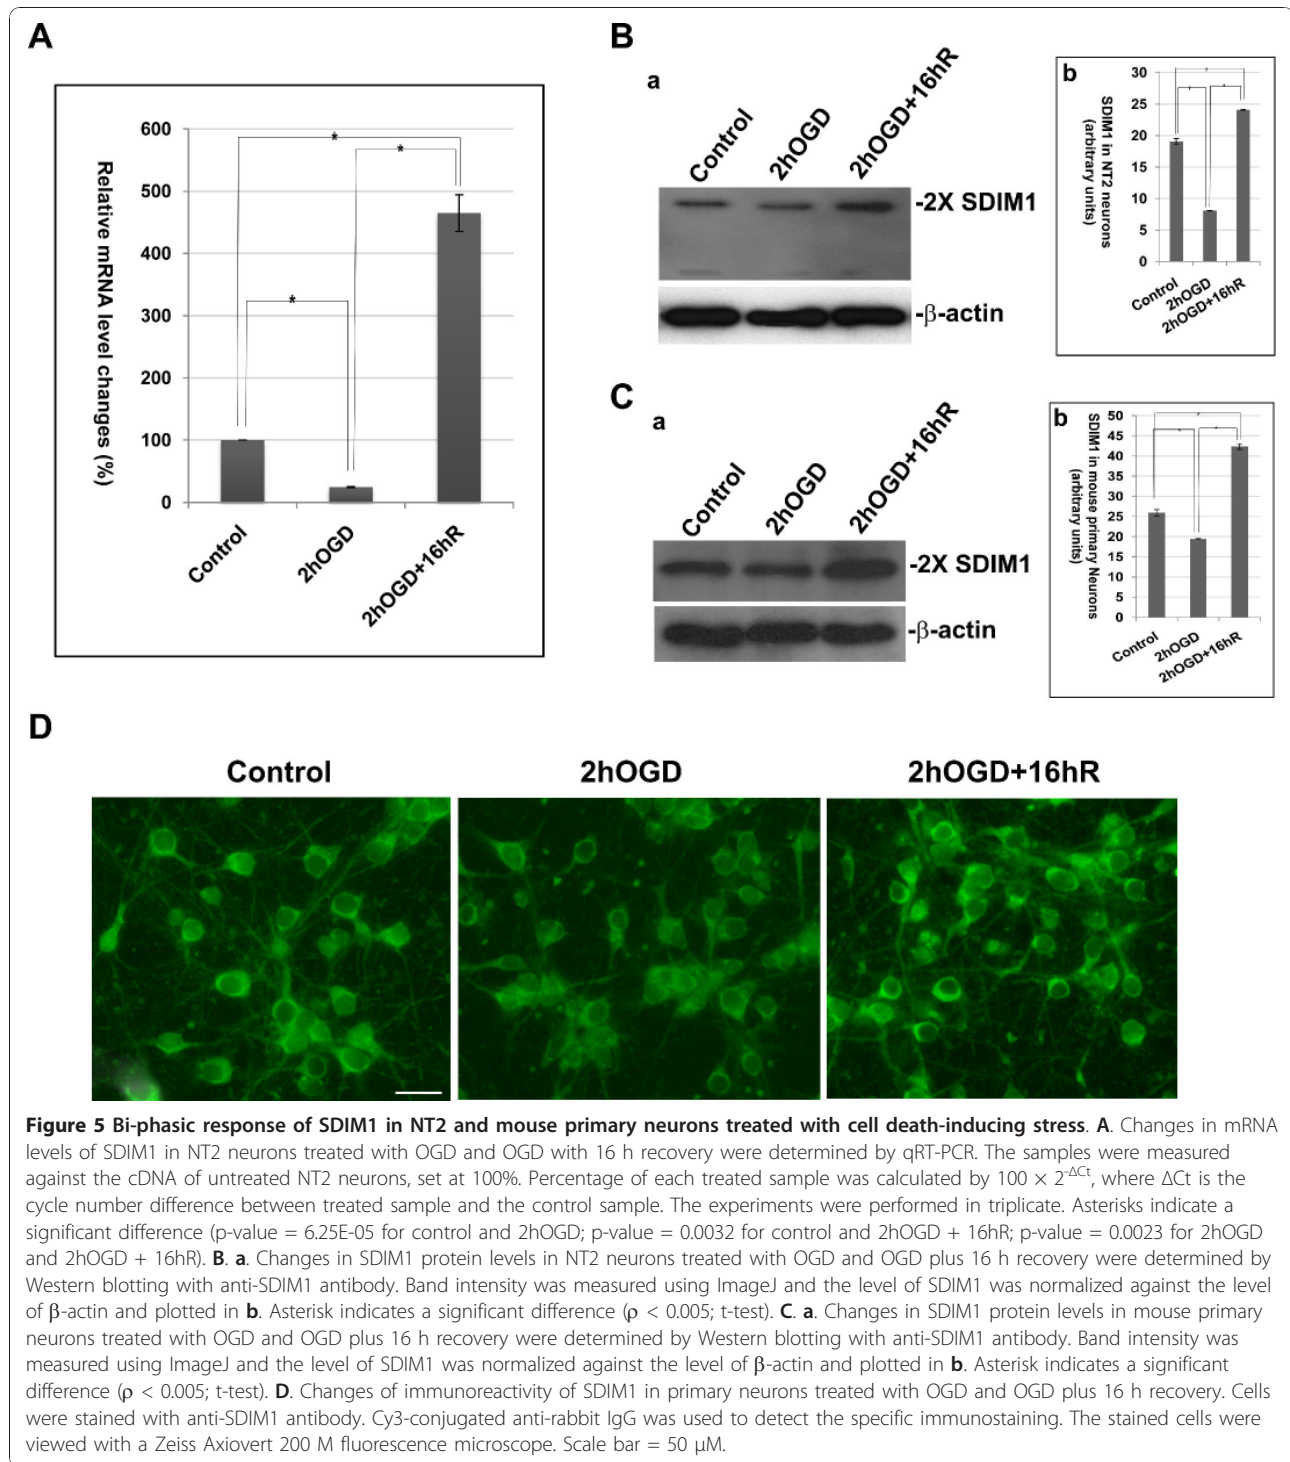 A
600
500
400
300
200
100
0
Relative mRNA level changes (%)
*
*
*
Control
2hOGD
2hOGD+16hR
B
a
Control
2hOGD
2hOGD+16hR
-2X SDIM1
-β-actin
b
30
25
20
15
10
5
0
SDIM1 in NT2 neurons
(arbitrary units)
Control
2hOGD
2hOGD+16hR
C
a
Control
2hOGD
2hOGD+16hR
-2X SDIM1
-β-actin
b
50
45
40
35
30
25
20
15
10
5
0
SDIM1 in mouse primary Neurons
(arbitrary units)
Control
2hOGD
2hOGD+16hR
D
Control
2hOGD
2hOGD+16hR
Figure 5 Bi-phasic response of SDIM1 in NT2 and mouse primary neurons treated with cell death-inducing stress. A. Changes in mRNA
levels of SDIM1 in NT2 neurons treated with OGD and OGD with 16 h recovery were determined by qRT-PCR. The samples were measured
against the cDNA of untreated NT2 neurons, set at 100%. Percentage of each treated sample was calculated by 100 × 2^-ΔCt, where ΔCt is the
cycle number difference between treated sample and the control sample. The experiments were performed in triplicate. Asterisks indicate a
significant difference (p-value = 6.25E-05 for control and 2hOGD; p-value = 0.0032 for control and 2hOGD + 16hR; p-value = 0.0023 for 2hOGD
and 2hOGD + 16hR). B. a. Changes in SDIM1 protein levels in NT2 neurons treated with OGD and OGD plus 16 h recovery were determined by
Western blotting with anti-SDIM1 antibody. Band intensity was measured using ImageJ and the level of SDIM1 was normalized against the level
of β-actin and plotted in b. Asterisk indicates a significant difference (ρ < 0.005; t-test). C. a. Changes in SDIM1 protein levels in mouse primary
neurons treated with OGD and OGD plus 16 h recovery were determined by Western blotting with anti-SDIM1 antibody. Band intensity was
measured using ImageJ and the level of SDIM1 was normalized against the level of β-actin and plotted in b. Asterisk indicates a significant
difference (ρ < 0.005; t-test). D. Changes of immunoreactivity of SDIM1 in primary neurons treated with OGD and OGD plus 16 h recovery. Cells
were stained with anti-SDIM1 antibody. Cy3-conjugated anti-rabbit IgG was used to detect the specific immunostaining. The stained cells were
viewed with a Zeiss Axiovert 200 M fluorescence microscope. Scale bar = 50 μM.